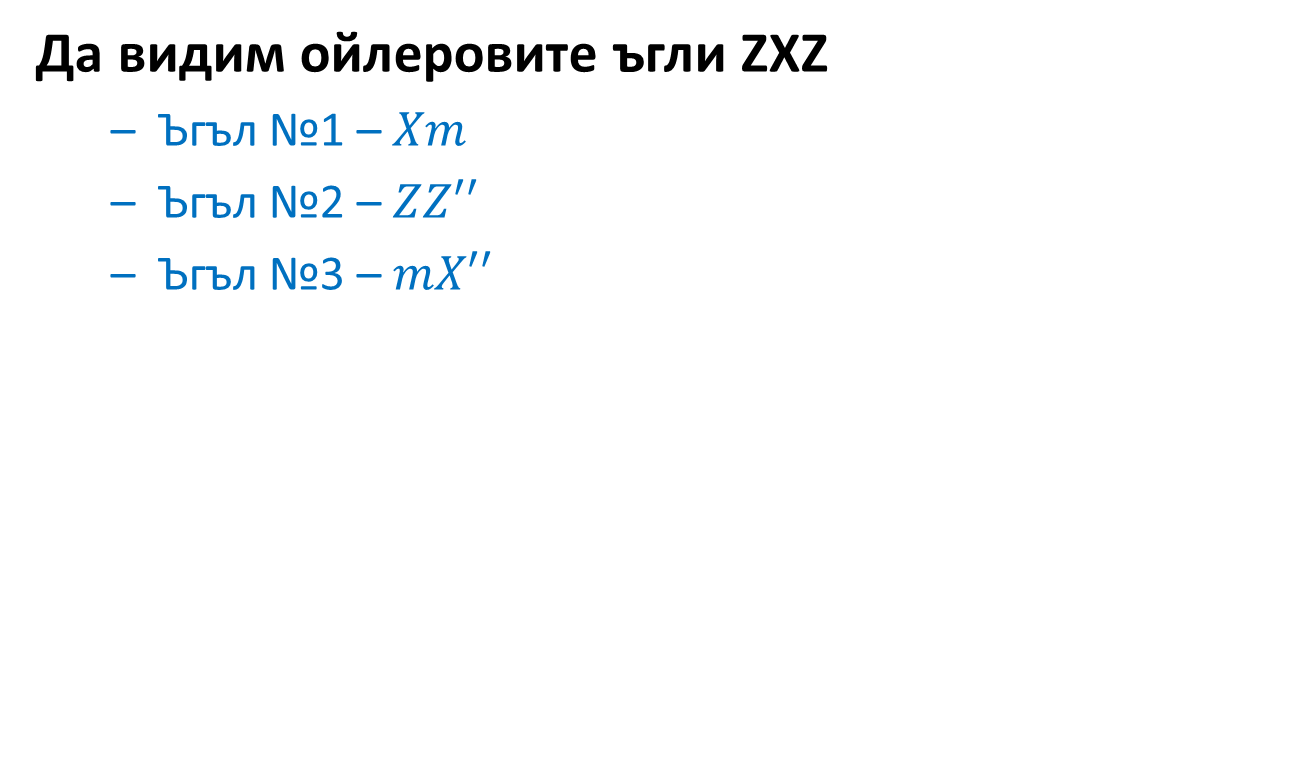 Да видим ойлеровите ъгли ZXZ
– Ъгъл №1 – Xm
– Ъгъл №2 – ZZ′′
– Ъгъл №3 – mX′′